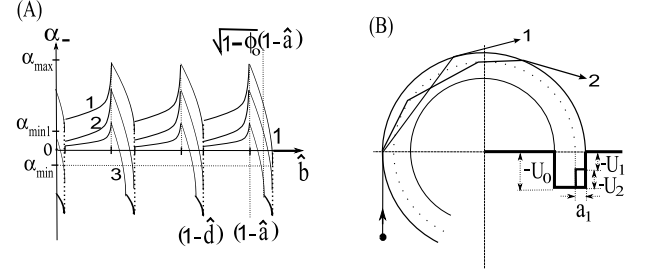 (A)
α_-
√1-ϕ₀(1-â)
α_max
1
2
α_min1
0
1
α_min
3
b̂
(1-d̂)
(1-â)
(B)
1
2
-U₀
-U₁
-U₂
a₁